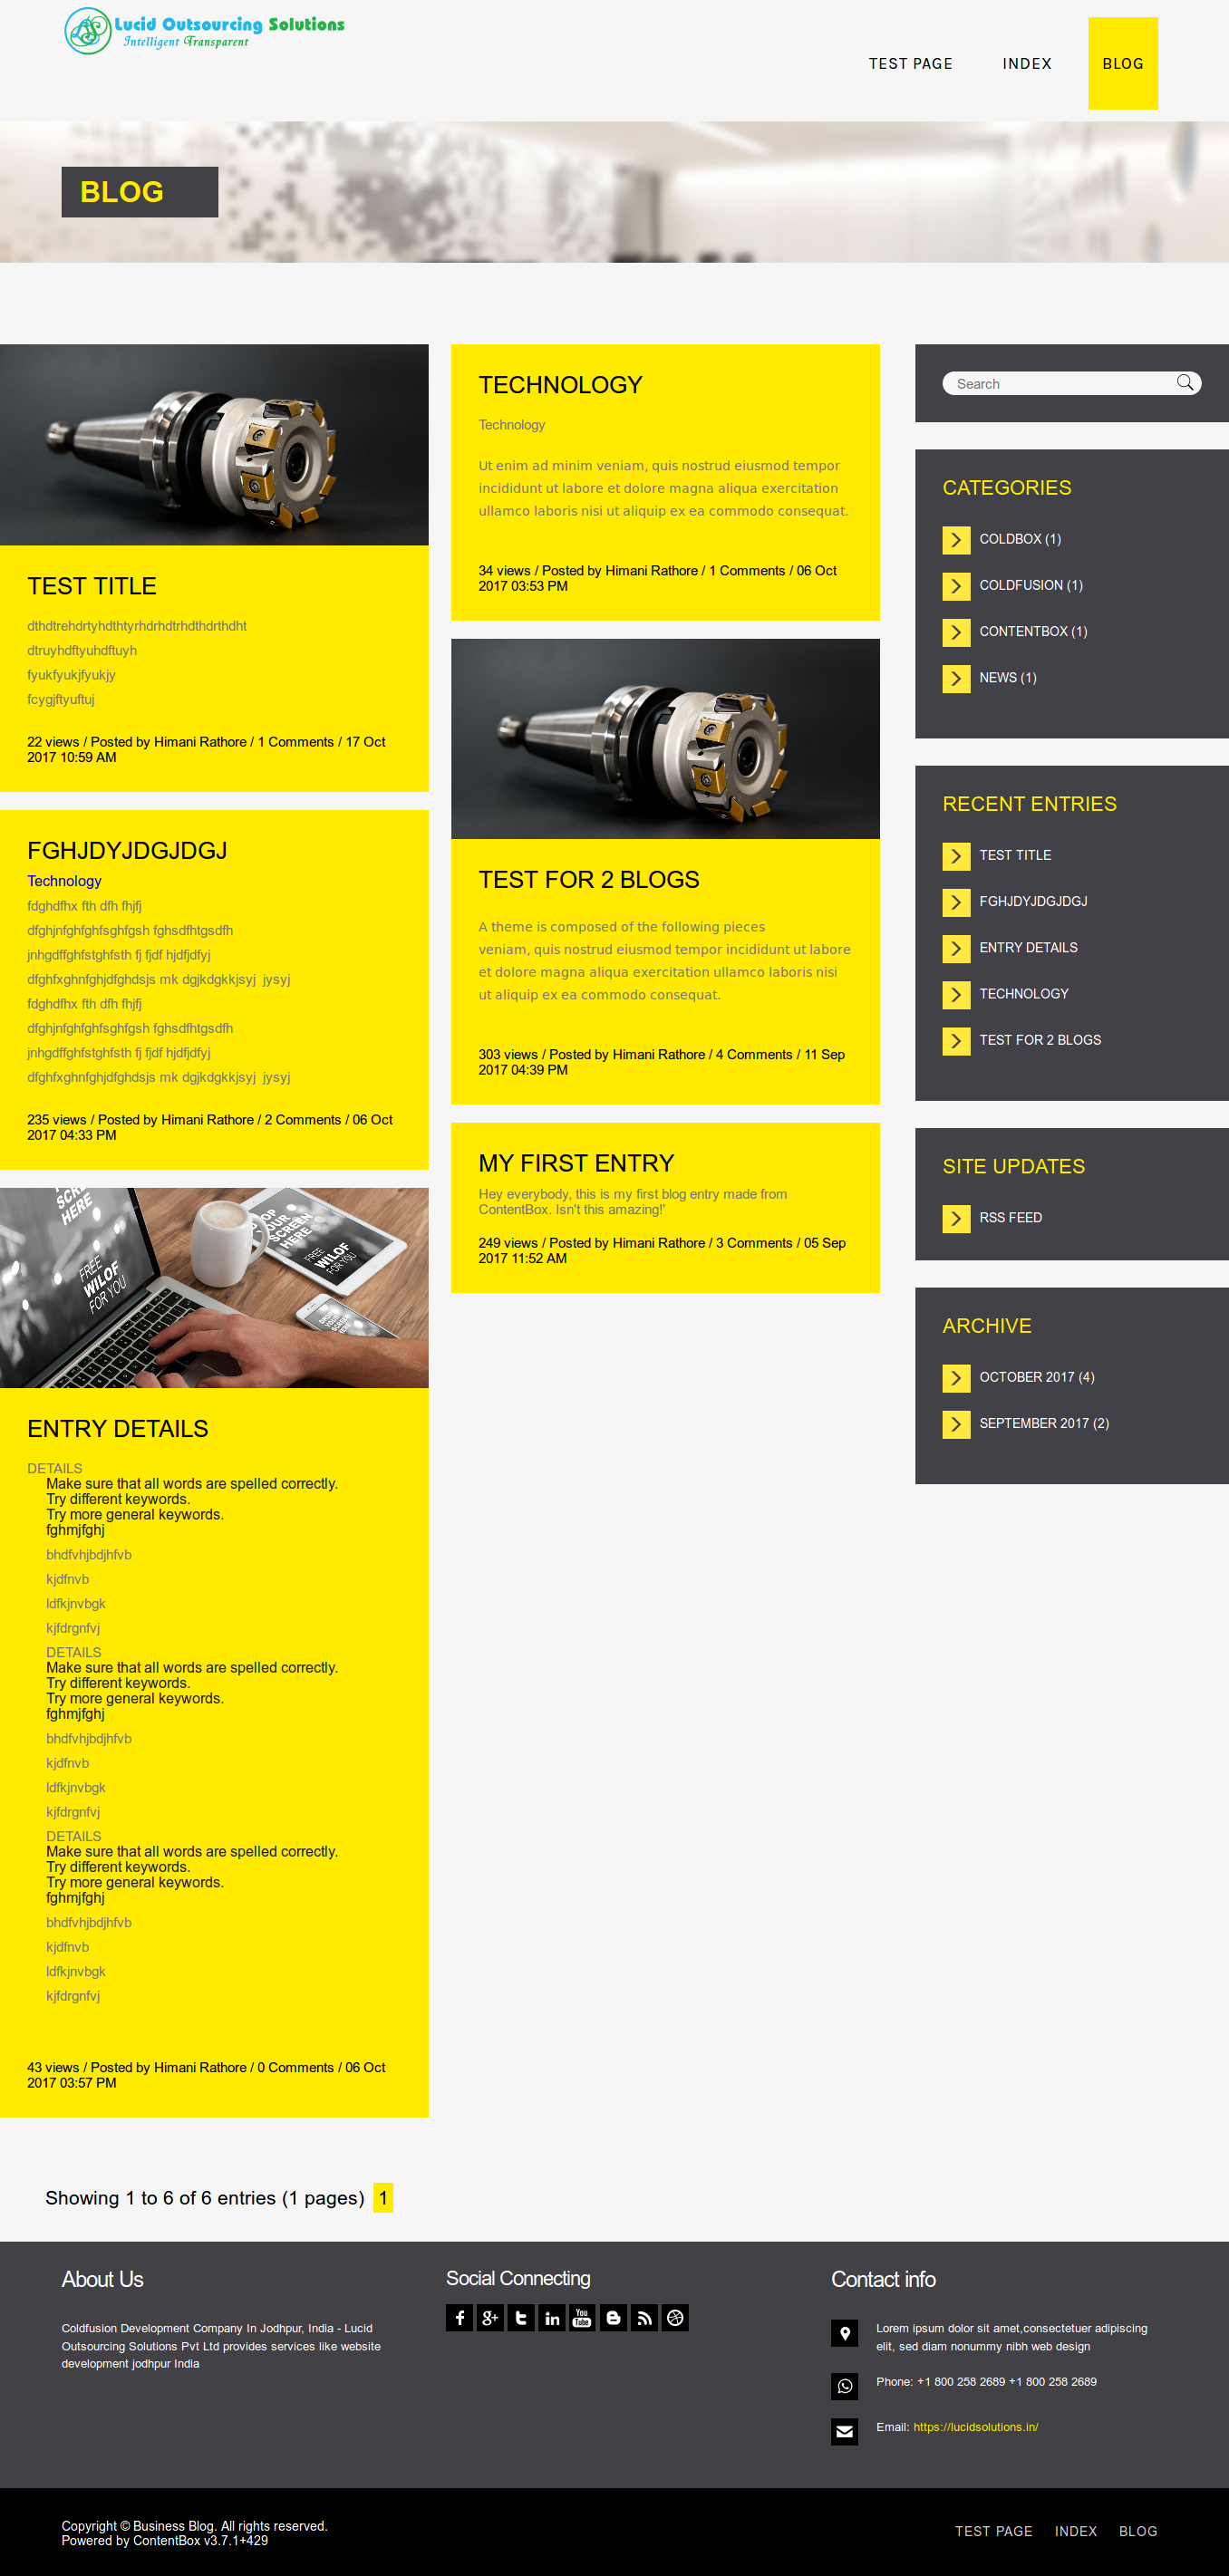 Lucid Outsourcing Solutions
Intelligent Transparent
TEST PAGE
INDEX
BLOG
BLOG
TEST TITLE
dthdtrehdrtyhdthtyrhdrhdtrhdthdrthdht
dtruyhdftyuhdftuyh
fyukfyukjfyukjy
fcygjftyuftuj
22 views / Posted by Himani Rathore / 1 Comments / 17 Oct
2017 10:59 AM
FGHJDYJDGJDGJ
Technology
fdghdfhx fth dfh fhjfj
dfghjnfghfghfsghfgsh fghsdfhtgsdfh
jnhgdffghfstghfsth fj fjdf hjdfjdfyj
dfghfxghnfghjdfghdsjs mk dgjkdgkkjsyj jysyj
fdghdfhx fth dfh fhjfj
dfghjnfghfghfsghfgsh fghsdfhtgsdfh
jnhgdffghfstghfsth fj fjdf hjdfjdfyj
dfghfxghnfghjdfghdsjs mk dgjkdgkkjsyj jysyj
235 views / Posted by Himani Rathore / 2 Comments / 06 Oct
2017 04:33 PM
SCREEN
HERE
FREE
WILOF
FOR YOU
YOUR
SCREEN
HERE
FREE
WILOF
FOR YOU
ENTRY DETAILS
DETAILS
Make sure that all words are spelled correctly.
Try different keywords.
Try more general keywords.
fghmjfghj
bhdfvhjbdjhfvb
kjdfnvb
ldfkjnvbgk
kjfdrgnfvj
DETAILS
Make sure that all words are spelled correctly.
Try different keywords.
Try more general keywords.
fghmjfghj
bhdfvhjbdjhfvb
kjdfnvb
ldfkjnvbgk
kjfdrgnfvj
DETAILS
Make sure that all words are spelled correctly.
Try different keywords.
Try more general keywords.
fghmjfghj
bhdfvhjbdjhfvb
kjdfnvb
ldfkjnvbgk
kjfdrgnfvj
43 views / Posted by Himani Rathore / 0 Comments / 06 Oct
2017 03:57 PM
TECHNOLOGY
Technology
Ut enim ad minim veniam, quis nostrud eiusmod tempor
incididunt ut labore et dolore magna aliqua exercitation
ullamco laboris nisi ut aliquip ex ea commodo consequat.
34 views / Posted by Himani Rathore / 1 Comments / 06 Oct
2017 03:53 PM
TEST FOR 2 BLOGS
A theme is composed of the following pieces
veniam, quis nostrud eiusmod tempor incididunt ut labore
et dolore magna aliqua exercitation ullamco laboris nisi
ut aliquip ex ea commodo consequat.
303 views / Posted by Himani Rathore / 4 Comments / 11 Sep
2017 04:39 PM
MY FIRST ENTRY
Hey everybody, this is my first blog entry made from
ContentBox. Isn't this amazing!'
249 views / Posted by Himani Rathore / 3 Comments / 05 Sep
2017 11:52 AM
Search
CATEGORIES
COLDBOX (1)
COLDFUSION (1)
CONTENTBOX (1)
NEWS (1)
RECENT ENTRIES
TEST TITLE
FGHJDYJDGJDGJ
ENTRY DETAILS
TECHNOLOGY
TEST FOR 2 BLOGS
SITE UPDATES
RSS FEED
ARCHIVE
OCTOBER 2017 (4)
SEPTEMBER 2017 (2)
Showing 1 to 6 of 6 entries (1 pages) 1
About Us
Coldfusion Development Company In Jodhpur, India - Lucid
Outsourcing Solutions Pvt Ltd provides services like website
development jodhpur India
Social Connecting
You
Tube
Contact info
Lorem ipsum dolor sit amet,consectetuer adipiscing
elit, sed diam nonummy nibh web design
Phone: +1 800 258 2689 +1 800 258 2689
Email: https://lucidsolutions.in/
Copyright © Business Blog. All rights reserved.
Powered by ContentBox v3.7.1+429
TEST PAGE
INDEX
BLOG